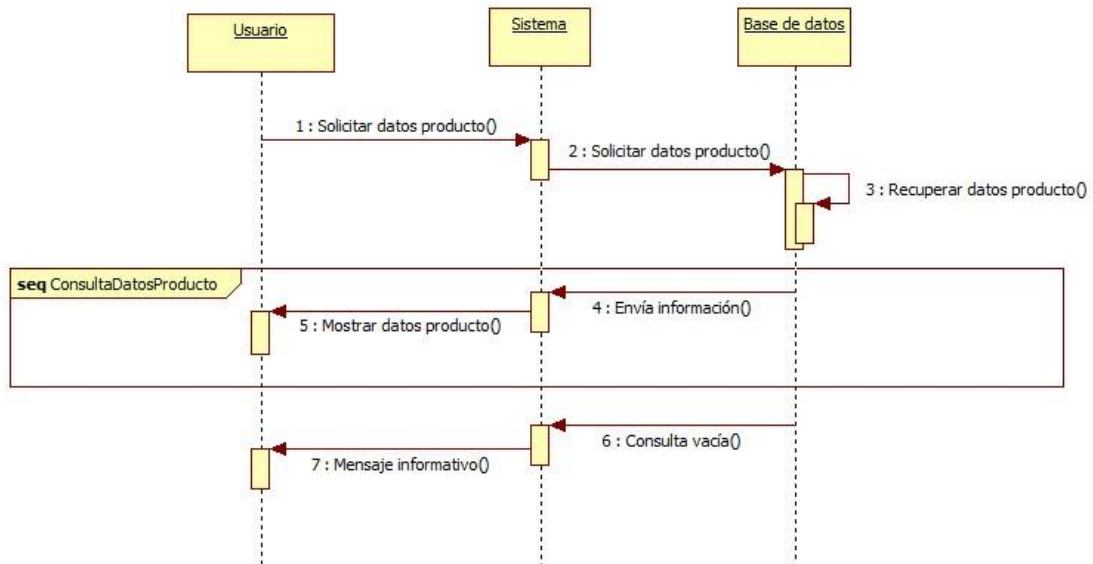 Usuario
Sistema
Base de datos
1 : Solicitar datos producto()
2 : Solicitar datos producto()
3 : Recuperar datos producto()
seq ConsultaDatosProducto
4 : Envía información()
5 : Mostrar datos producto()
6 : Consulta vacía()
7 : Mensaje informativo()